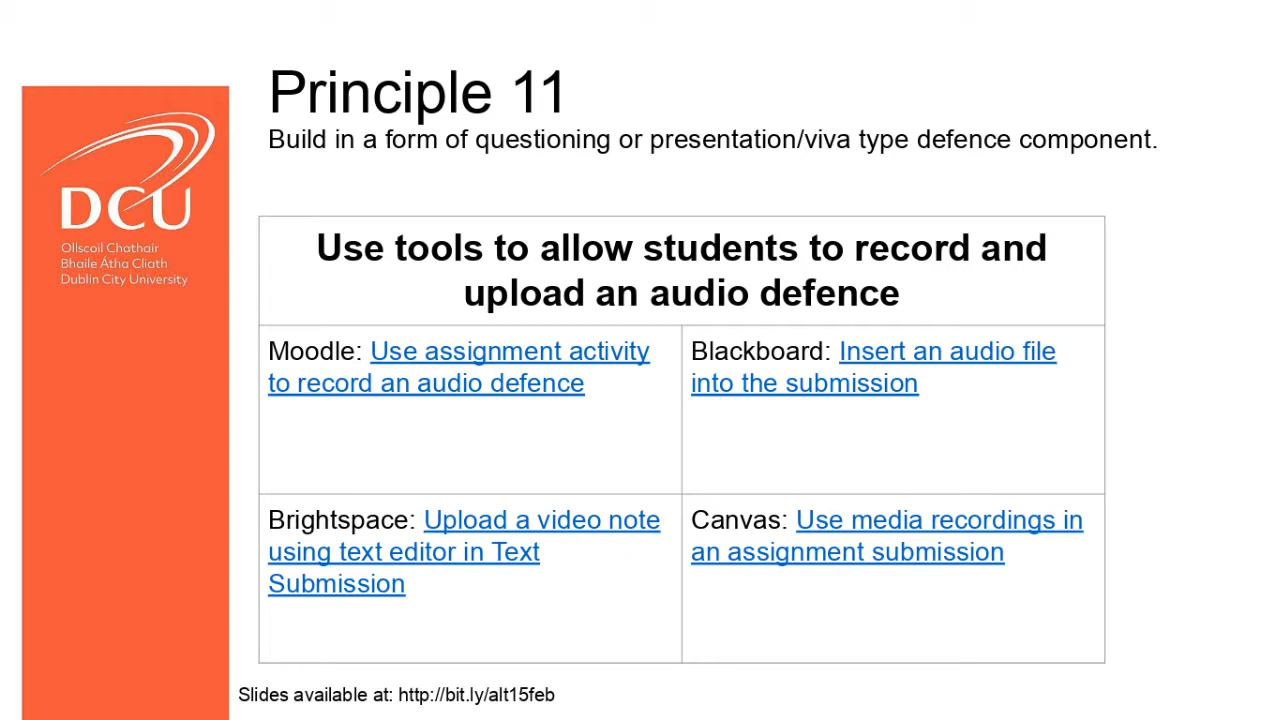 Principle 11
Build in a form of questioning or presentation/viva type defence component.
DCU
Ollscoil Chathair
Bhaile Átha Cliath
Dublin City University
Use tools to allow students to record and
upload an audio defence
Moodle: Use assignment activity
to record an audio defence
Blackboard: Insert an audio file
into the submission
Brightspace: Upload a video note
using text editor in Text
Submission
Canvas: Use media recordings in
an assignment submission
Slides available at: http://bit.ly/alt15feb